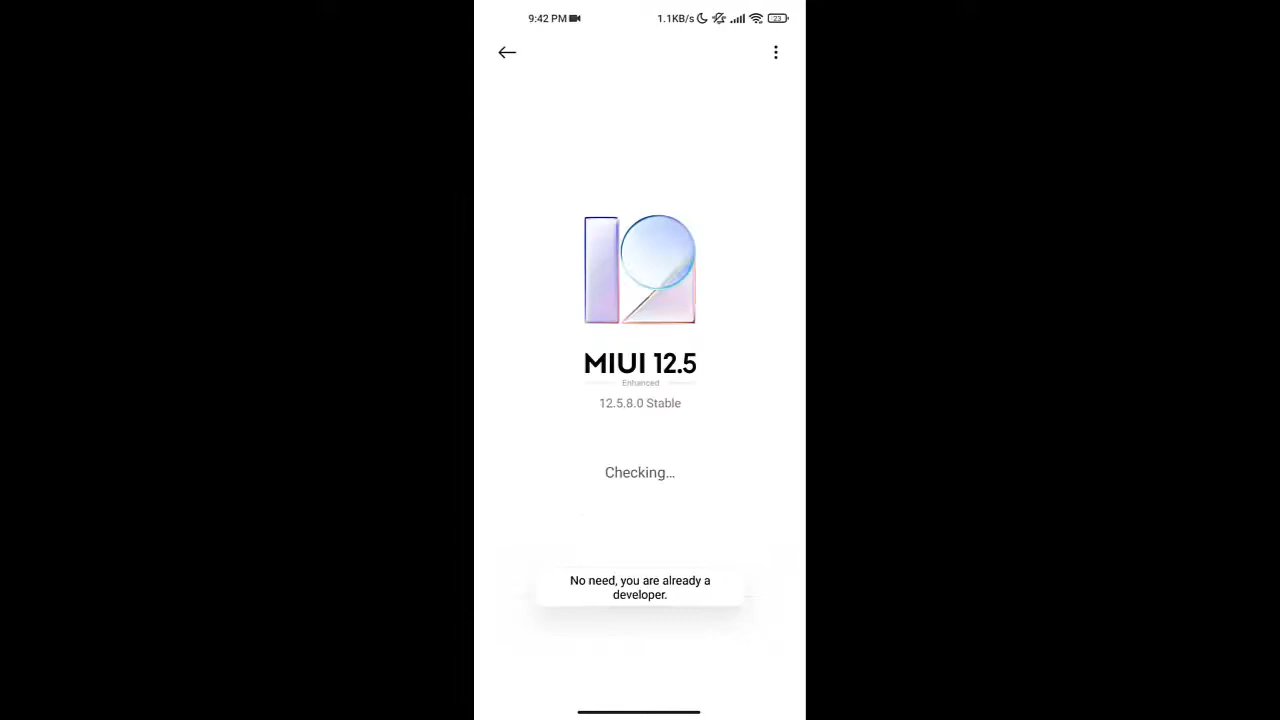 9:42 PM 1.1KB/s 23
MIUI 12.5
Enhanced
12.5.8.0 Stable
Checking...
No need, you are already a
developer.